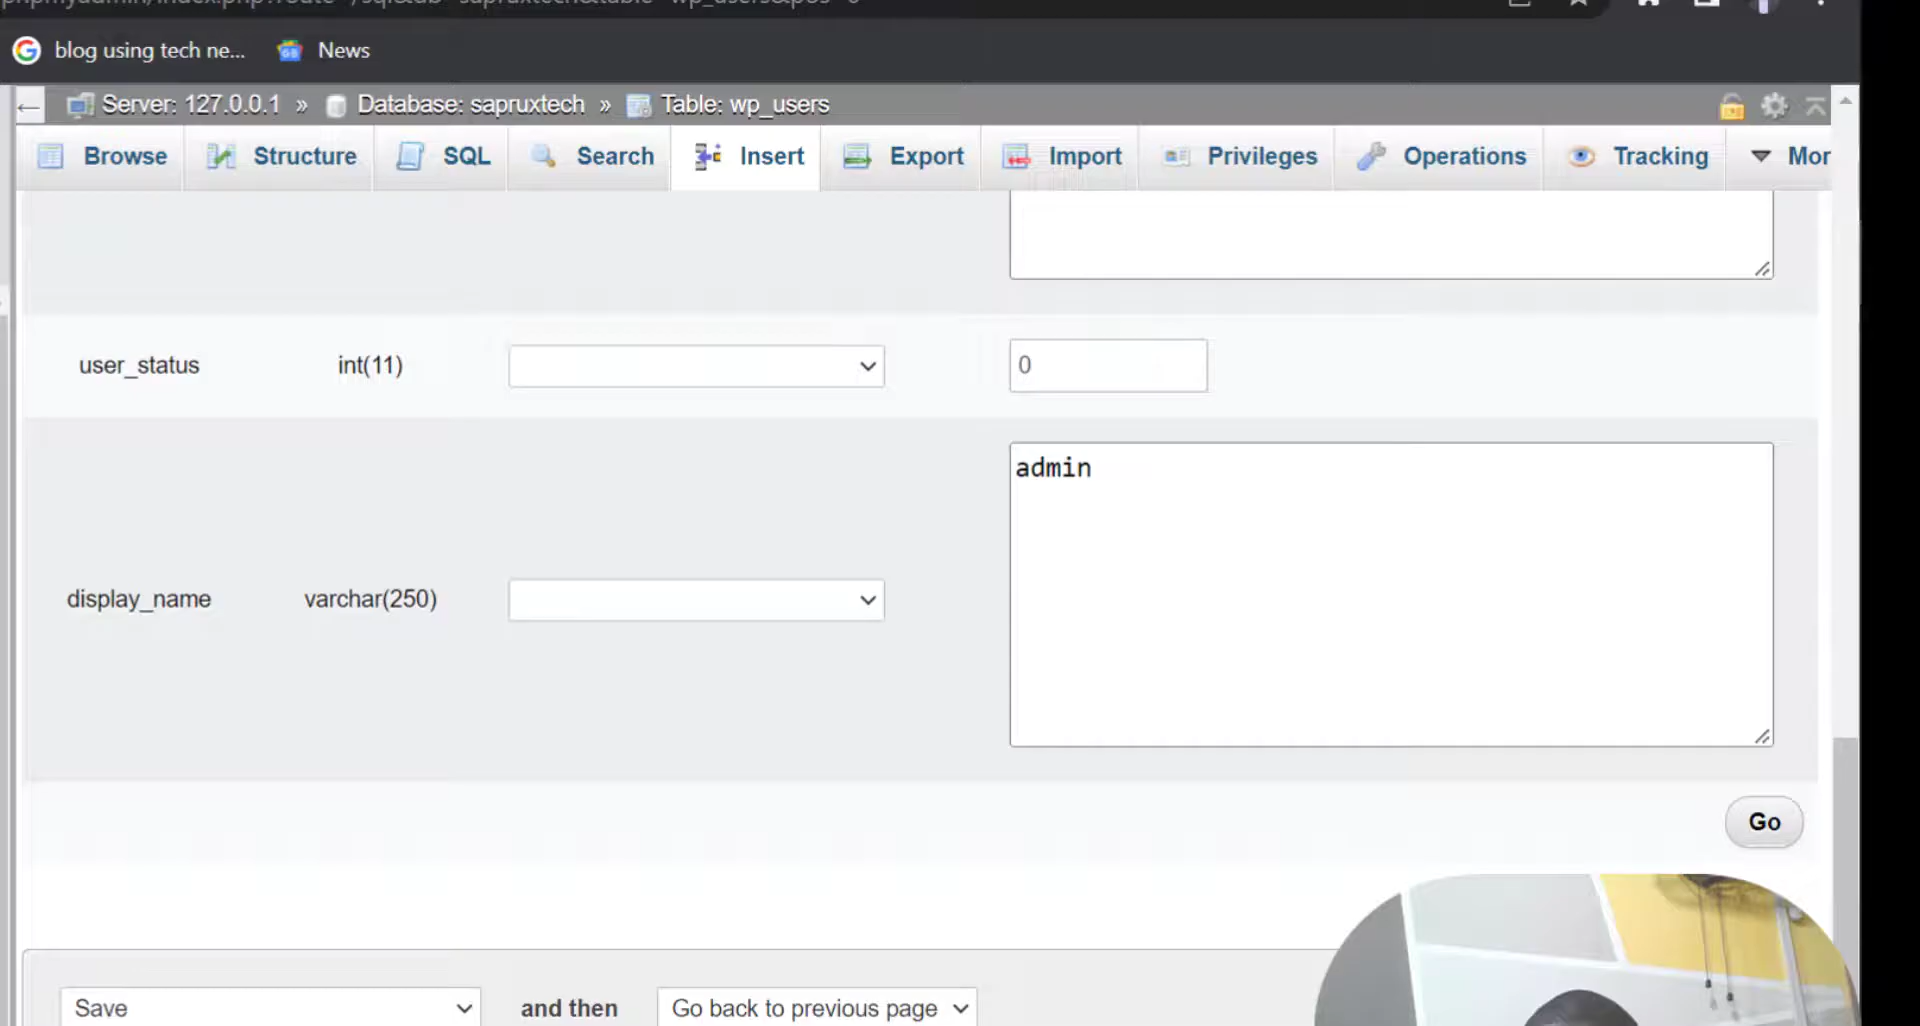 blog using tech ne... News
Server: 127.0.0.1 » Database: sapruxtech » Table: wp_users
Browse Structure SQL Search Insert Export Import Privileges Operations Tracking Mor
user_status int(11) 0
admin
display_name varchar(250)
Go
Save and then Go back to previous page